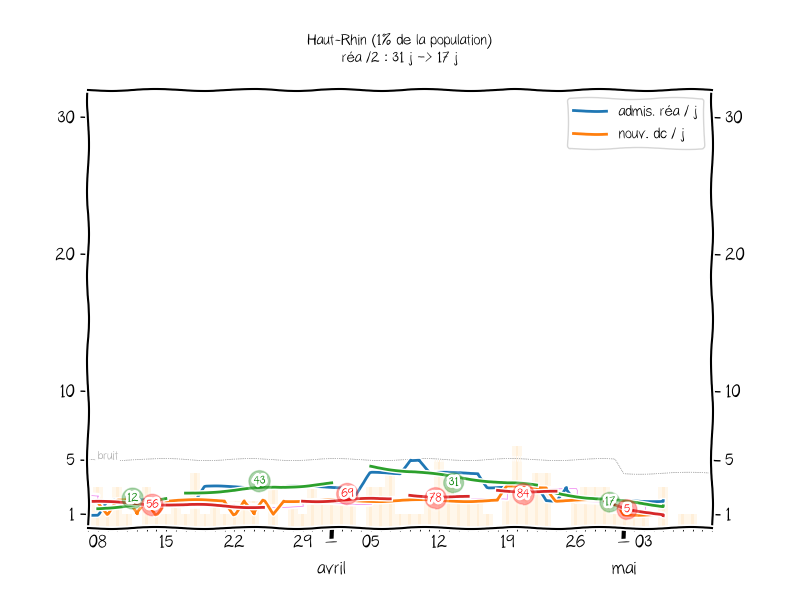 Haut-Rhin (1% de la population)
réa /2 : 31 j -> 17 j
admis. réa / j
nouv. dc / j
30 30
20 20
10 10
5 5
1 1
bruit
12 56 43 69 78 31 84 17 5
08 15 22 29 05 12 19 26 03
avril mai